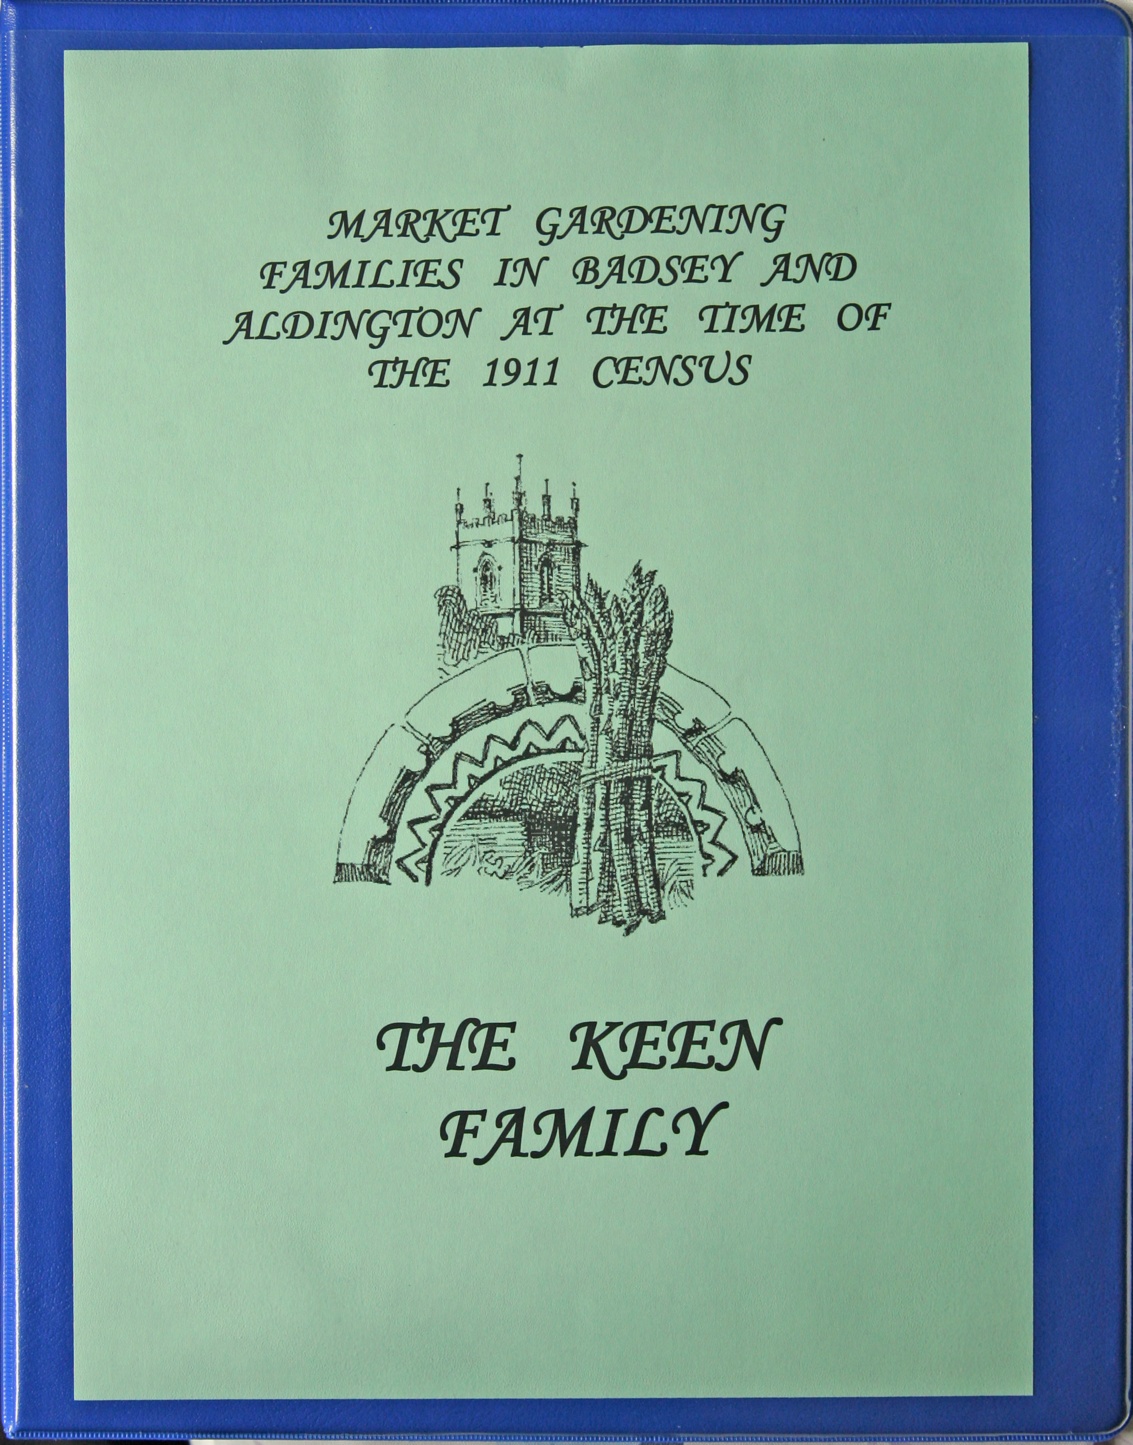 MARKET GARDENING
FAMILIES IN BADSEY AND
ALDINGTON AT THE TIME OF
THE 1911 CENSUS
THE KEEN
FAMILY